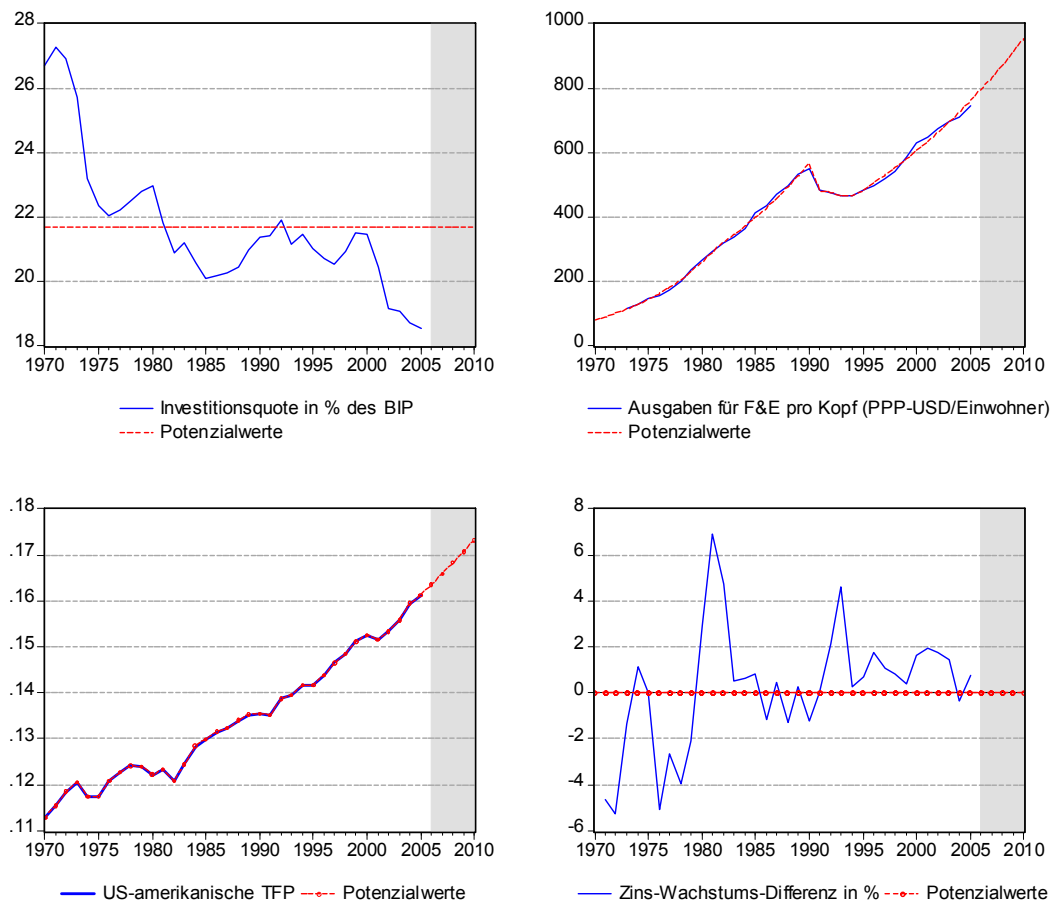 28
26
24
22
20
18
1970 1975 1980 1985 1990 1995 2000 2005 2010
Investitionsquote in % des BIP
Potenzialwerte
1000
800
600
400
200
0
1970 1975 1980 1985 1990 1995 2000 2005 2010
Ausgaben für F&E pro Kopf (PPP-USD/Einwohner)
Potenzialwerte
.18
.17
.16
.15
.14
.13
.12
.11
1970 1975 1980 1985 1990 1995 2000 2005 2010
US-amerikanische TFP Potenzialwerte
8
6
4
2
0
-2
-4
-6
1970 1975 1980 1985 1990 1995 2000 2005 2010
Zins-Wachstums-Differenz in % Potenzialwerte